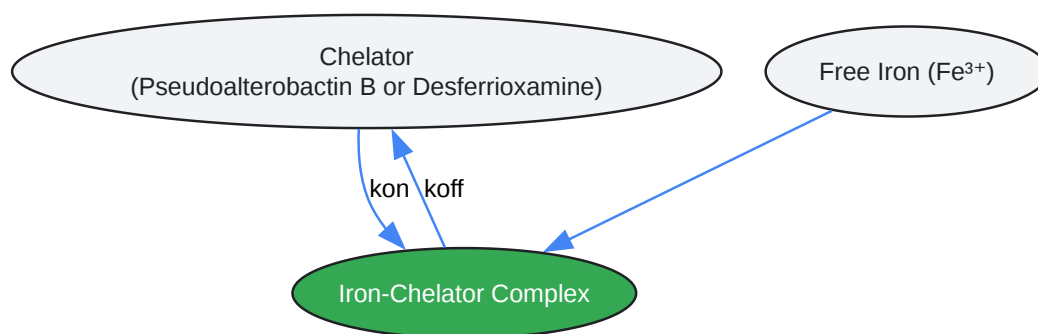 Chelator
(Pseudoalterobactin B or Desferrioxamine)
Free Iron (Fe³⁺)
kon
koff
Iron-Chelator Complex